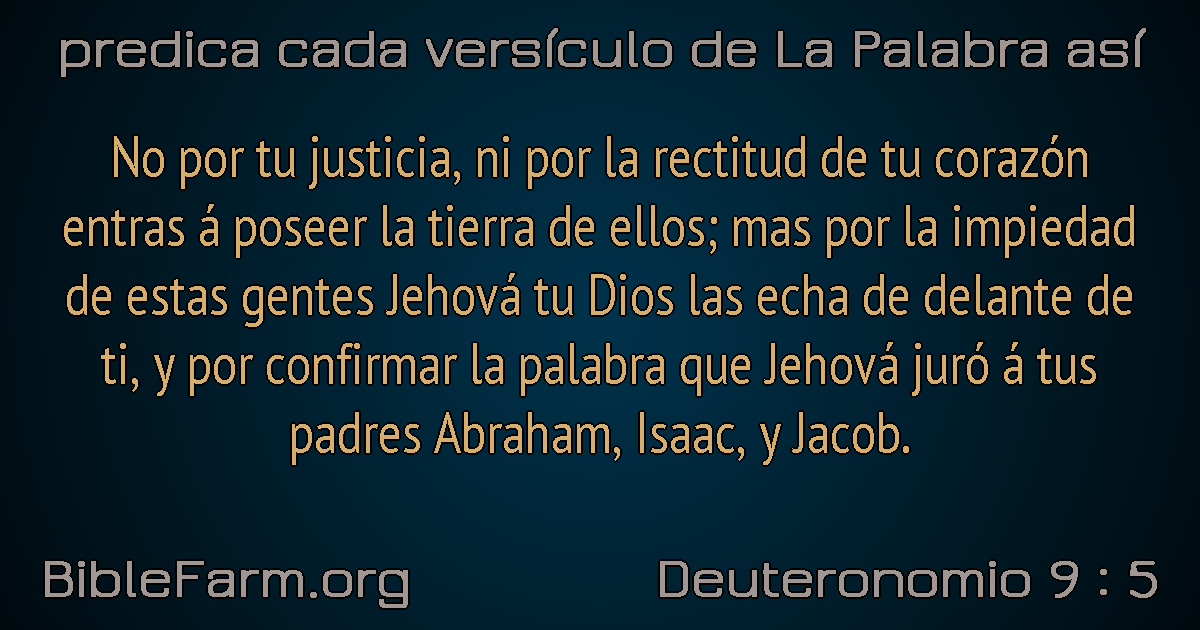 predica cada versículo de La Palabra así
No por tu justicia, ni por la rectitud de tu corazón
entras á poseer la tierra de ellos; mas por la impiedad
de estas gentes Jehová tu Dios las echa de delante de
ti, y por confirmar la palabra que Jehová juró á tus
padres Abraham, Isaac, y Jacob.
BibleFarm.org
Deuteronomio 9 : 5